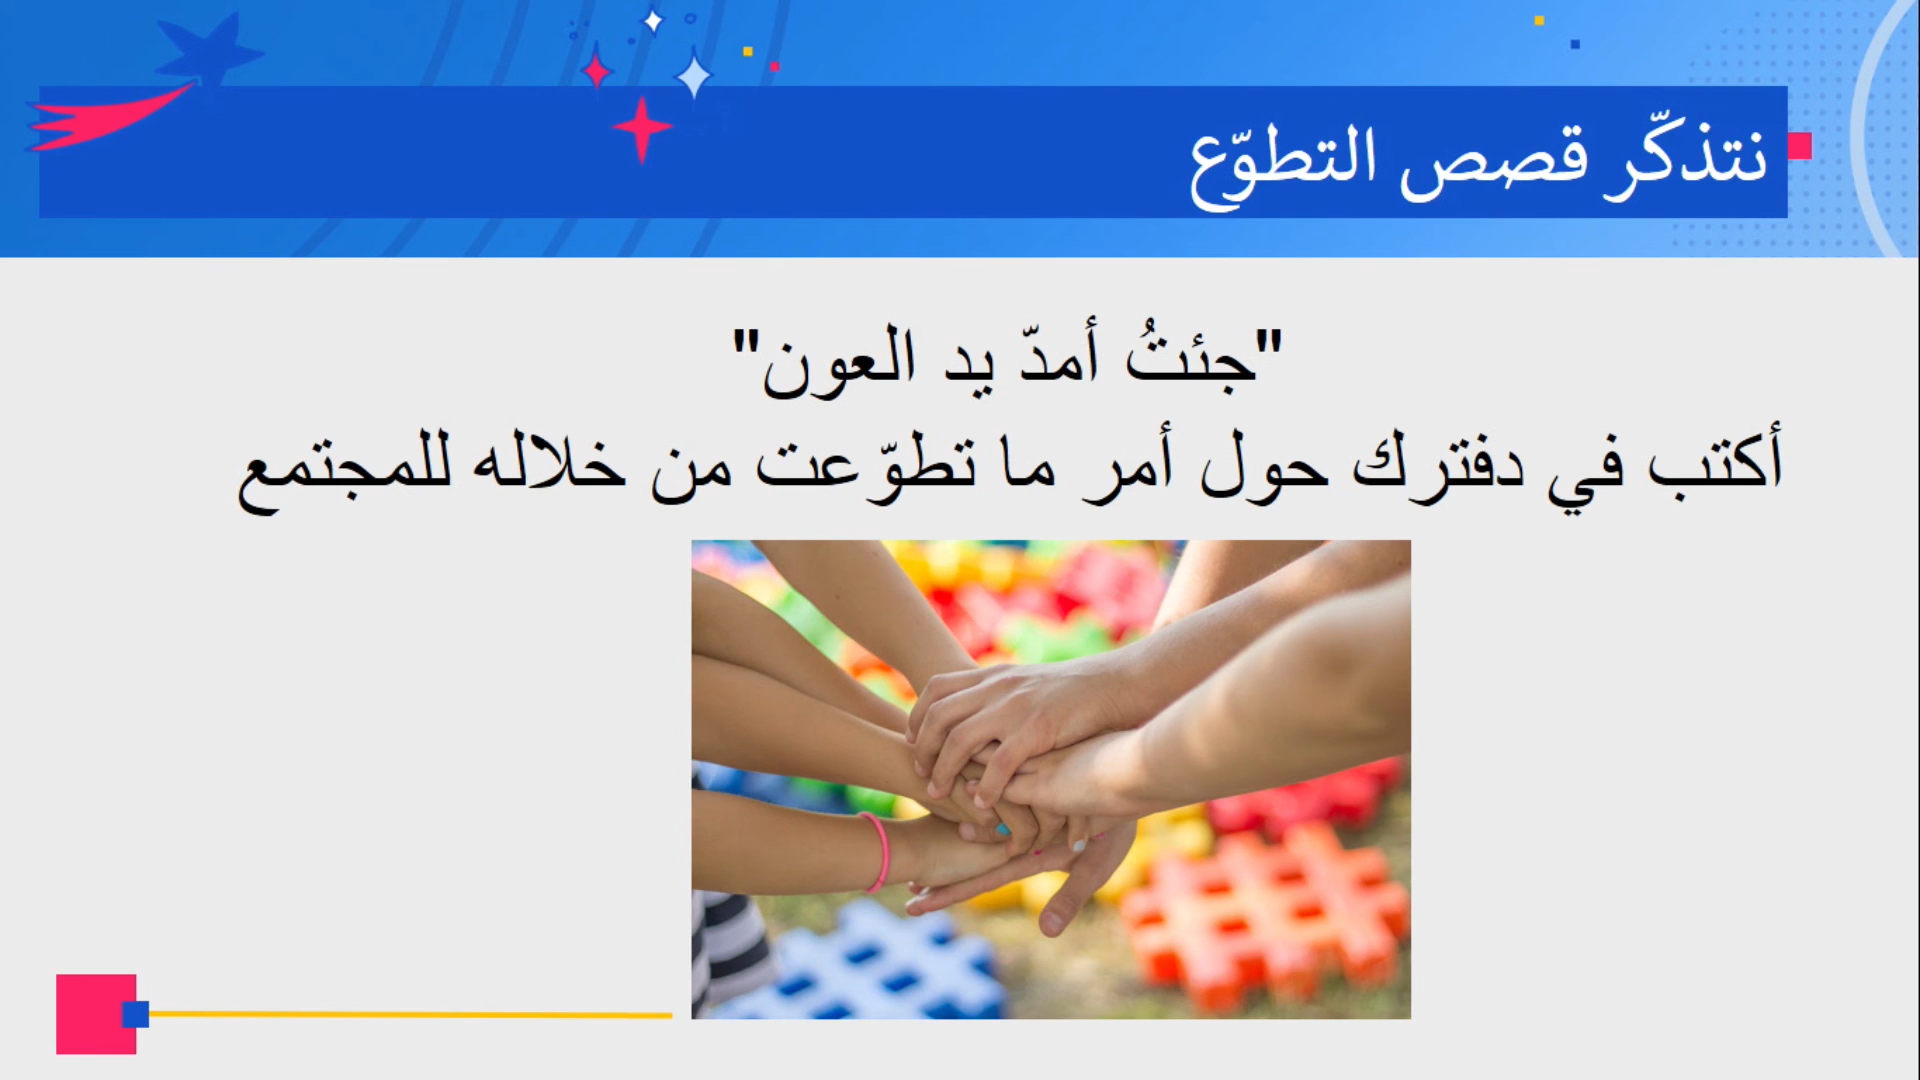 نتذكّر قصص التطوّع
"جئتُ أمدّ يد العون"
أكتب في دفترك حول أمر ما تطوّعت من خلاله للمجتمع